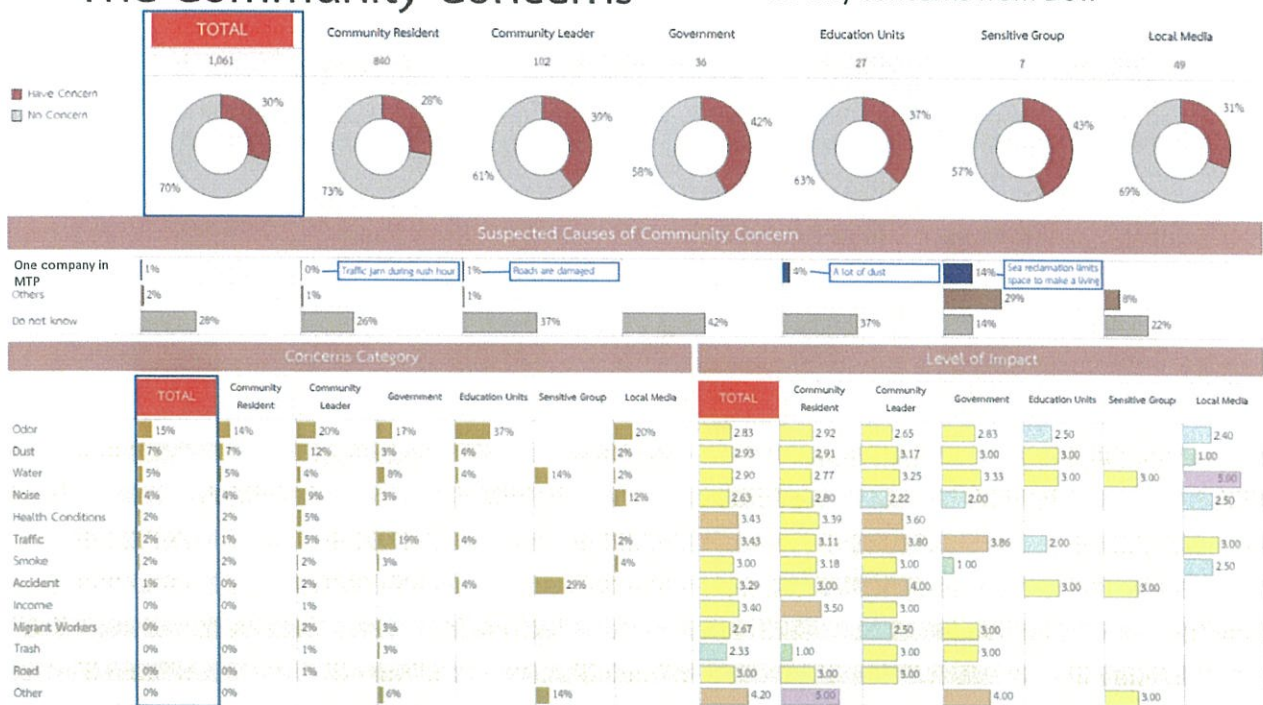 The Community Concerns
TOTAL Community Resident Community Leader Government Education Units Sensitive Group Local Media
1,061 840 102 36 27 7 49
Have Concern
No Concern
30% 28% 39% 42% 37% 43% 31%
70% 73% 61% 58% 63% 57% 69%
Suspected Causes of Community Concern
One company in MTP 1% 0% Traffic jam during rush hour 1% Roads are damaged 4% A lot of dust 14% Sea reclamation limits space to make a living
Others 2% 1% 1% 29% 8%
Do not know 28% 26% 37% 42% 37% 14% 22%
Concerns Category Level of Impact
TOTAL Community Resident Community Leader Government Education Units Sensitive Group Local Media TOTAL Community Resident Community Leader Government Education Units Sensitive Group Local Media
Odor 15% 14% 20% 17% 37% 20% 2.83 2.92 2.65 2.83 2.50 2.40
Dust 7% 7% 12% 3% 4% 2% 2.93 2.91 3.17 3.00 3.00 1.00
Water 5% 5% 4% 8% 4% 14% 2% 2.90 2.77 3.25 3.33 3.00 3.00 5.00
Noise 4% 4% 9% 3% 12% 2.63 2.80 2.22 2.00 2.50
Health Conditions 2% 2% 5% 3.43 3.39 3.60
Traffic 2% 1% 5% 19% 4% 2% 3.43 3.11 3.80 3.86 2.00 3.00
Smoke 2% 2% 2% 3% 4% 3.00 3.18 3.00 1.00 2.50
Accident 1% 0% 2% 4% 29% 3.29 3.00 4.00 3.00 3.00
Income 0% 0% 1% 3.40 3.50 3.00
Migrant Workers 0% 2% 3% 2.67 2.50 3.00
Trash 0% 0% 1% 3% 2.33 1.00 3.00 3.00
Road 0% 0% 2% 3.00 3.00 3.00
Other 0% 0% 6% 14% 4.20 5.00 4.00 3.00